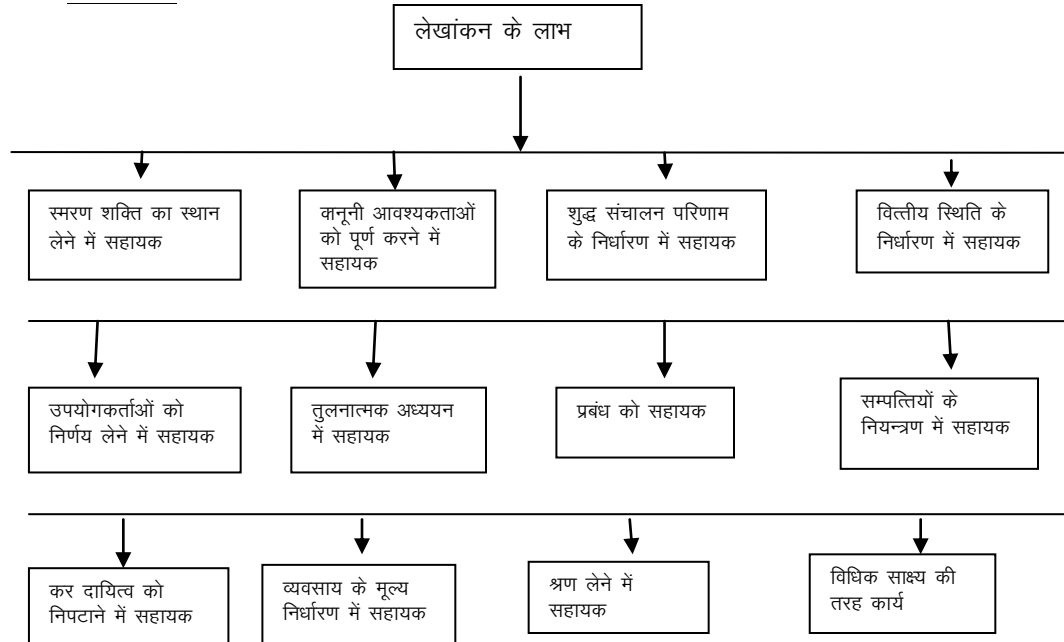 लेखांकन के लाभ
स्मरण शक्ति का स्थान
लेने में सहायक
कानूनी आवश्यकताओं
को पूर्ण करने में
सहायक
शुद्ध संचालन परिणाम
के निर्धारण में सहायक
वित्तीय स्थिति के
निर्धारण में सहायक
उपयोगकर्ताओं को
निर्णय लेने में सहायक
तुलनात्मक अध्ययन
में सहायक
प्रबंध को सहायक
सम्पत्तियों के
नियन्त्रण में सहायक
कर दायित्व को
निपटाने में सहायक
व्यवसाय के मूल्य
निर्धारण में सहायक
श्रण लेने में
सहायक
विधिक साक्ष्य की
तरह कार्य